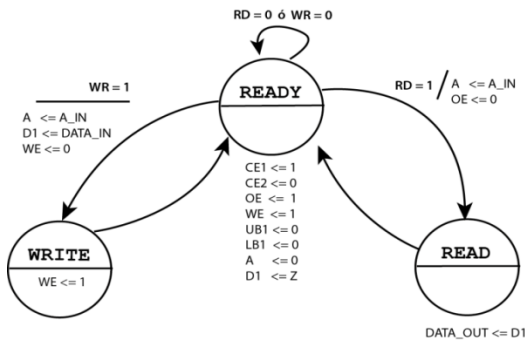 RD = 0 ó WR = 0
READY
WR = 1
A <= A_IN
D1 <= DATA_IN
WE <= 0
RD = 1 / A <= A_IN
OE <= 0
CE1 <= 1
CE2 <= 0
OE <= 1
WE <= 1
UB1 <= 0
LB1 <= 0
A <= 0
D1 <= Z
WRITE
WE <= 1
READ
DATA_OUT <= D1